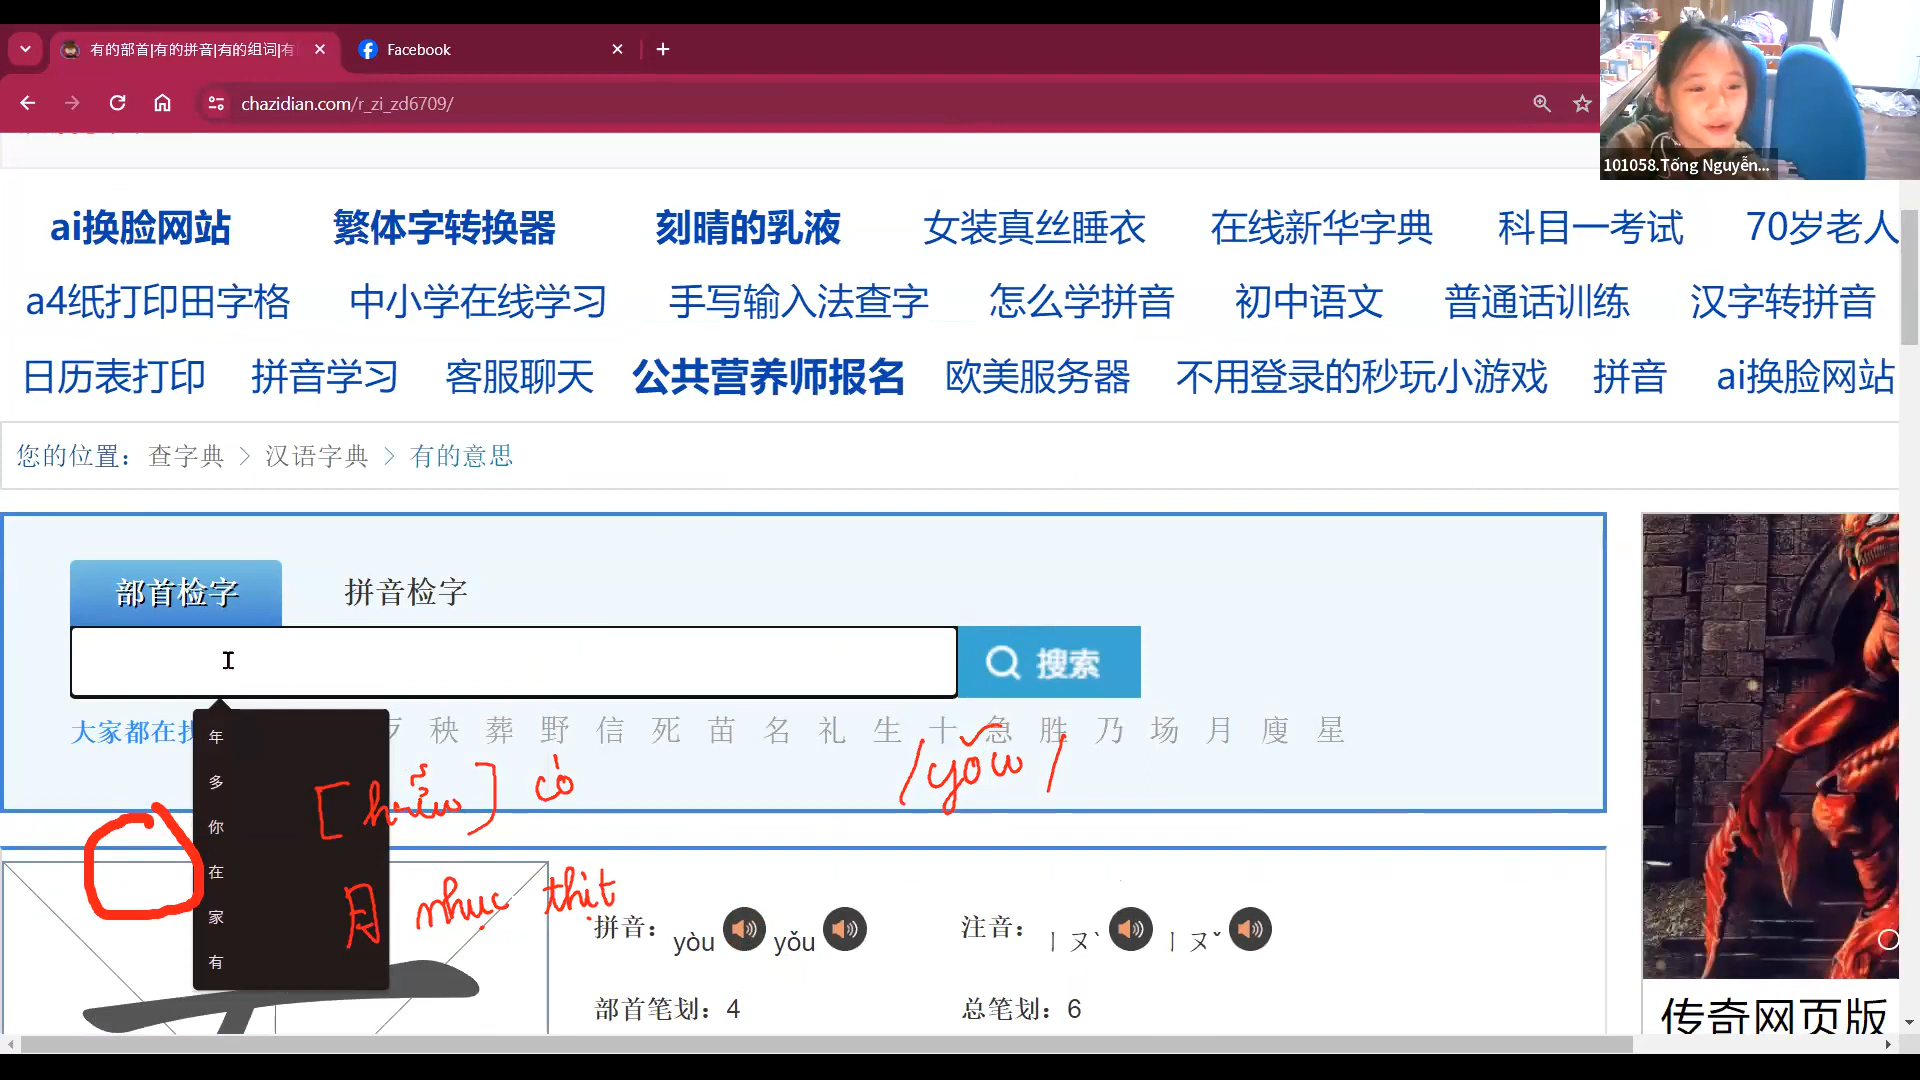 有的部首|有的拼音|有的组词|有
Facebook
chazidian.com/r_zi_zd6709/
101058.Tống Nguyễn...
ai换脸网站 繁体字转换器 刻晴的乳液 女装真丝睡衣 在线新华字典 科目一考试 70岁老人
a4纸打印田字格 中小学在线学习 手写输入法查字 怎么学拼音 初中语文 普通话训练 汉字转拼音
日历表打印 拼音学习 客服聊天 公共营养师报名 欧美服务器 不用登录的秒玩小游戏 拼音 ai换脸网站
您的位置： 查字典 > 汉语字典 > 有的意思
部首检字 拼音检字
搜索
大家都在找 歹 秧 葬 野 信 死 苗 名 礼 生 十 急 胜 乃 场 月 廋 星
年
多
你
在
家
有
[hữu] có
/yǒu/
月 nhục thịt
拼音： yòu yǒu 注音： ㄧㄡˋ ㄧㄡˇ
部首笔划：4 总笔划：6
传奇网页版